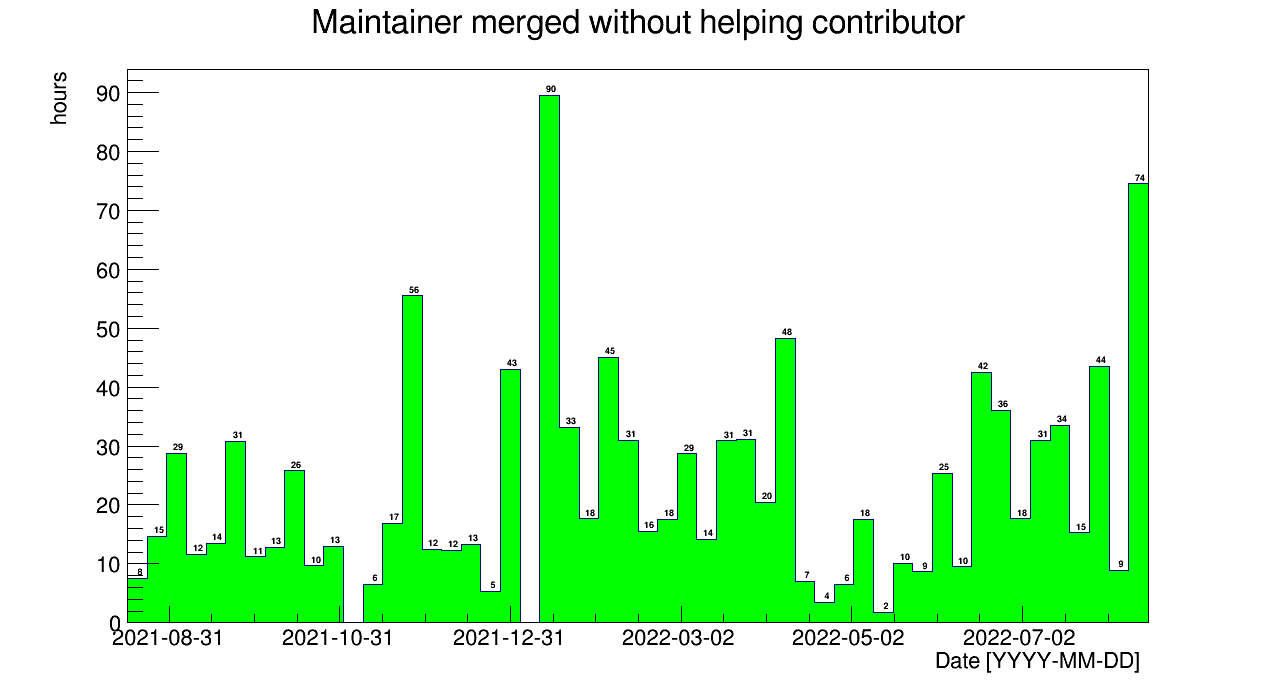 Maintainer merged without helping contributor
hours
90
80
70
60
50
40
30
20
10
0
8 15 29 12 14 31 11 13 26 10 13 6 17 56 12 12 13 5 43 90 33 18 45 31 16 18 29 14 31 31 20 48 7 4 6 18 2 10 9 25 10 42 36 18 31 34 15 44 9 74
2021-08-31 2021-10-31 2021-12-31 2022-03-02 2022-05-02 2022-07-02
Date [YYYY-MM-DD]